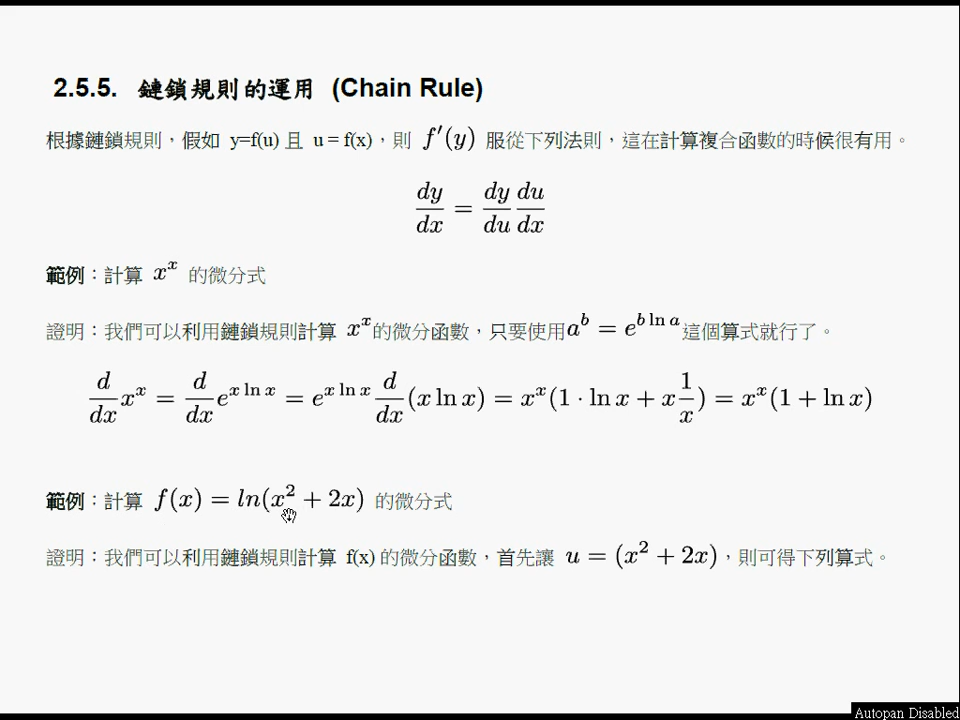 2.5.5. 鏈鎖規則的運用 (Chain Rule)
根據鏈鎖規則，假如 y=f(u) 且 u = f(x)，則 f′(y) 服從下列法則，這在計算複合函數的時候很有用。
dy/dx = dy/du du/dx
範例：計算 x^x 的微分式
證明：我們可以利用鏈鎖規則計算 x^x 的微分函數，只要使用 a^b = e^{b ln a} 這個算式就行了。
d/dx x^x = d/dx e^{x ln x} = e^{x ln x} d/dx (x ln x) = x^x(1 · ln x + x 1/x) = x^x(1 + ln x)
範例：計算 f(x) = ln(x² + 2x) 的微分式
證明：我們可以利用鏈鎖規則計算 f(x) 的微分函數，首先讓 u = (x² + 2x)，則可得下列算式。
Autopan Disabled